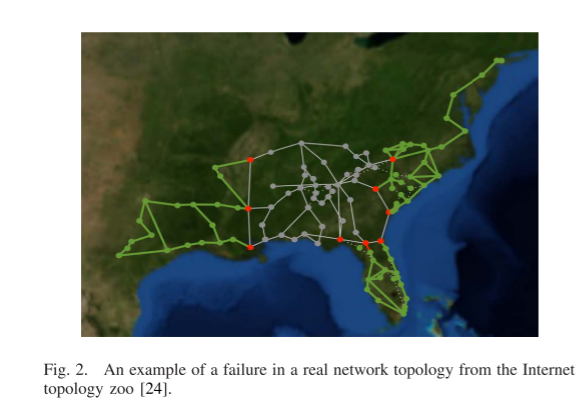 Fig. 2. An example of a failure in a real network topology from the Internet
topology zoo [24].